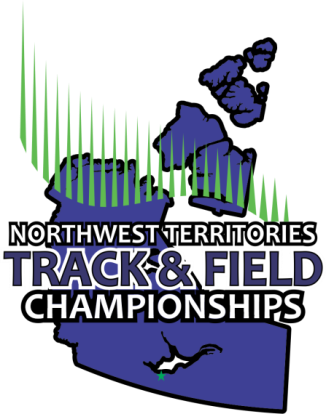 NORTHWEST TERRITORIES
TRACK & FIELD
CHAMPIONSHIPS